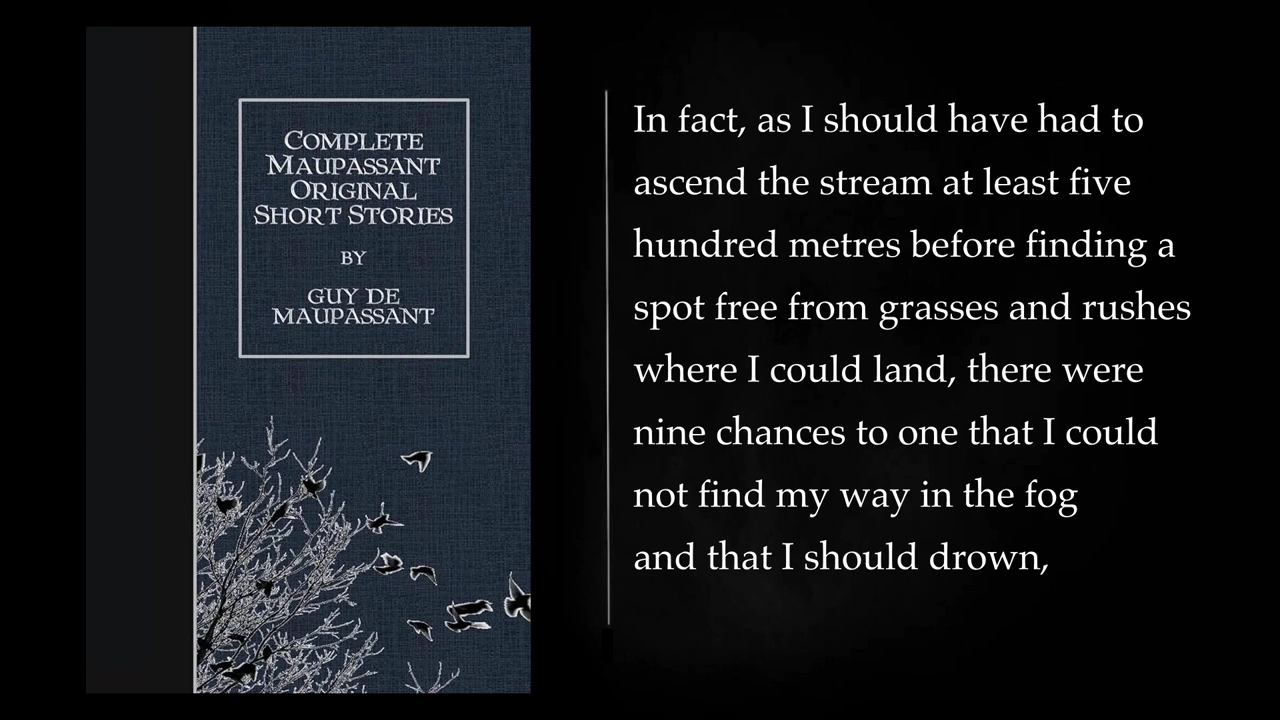 COMPLETE
MAUPASSANT
ORIGINAL
SHORT STORIES
BY
GUY DE
MAUPASSANT
In fact, as I should have had to
ascend the stream at least five
hundred metres before finding a
spot free from grasses and rushes
where I could land, there were
nine chances to one that I could
not find my way in the fog
and that I should drown,